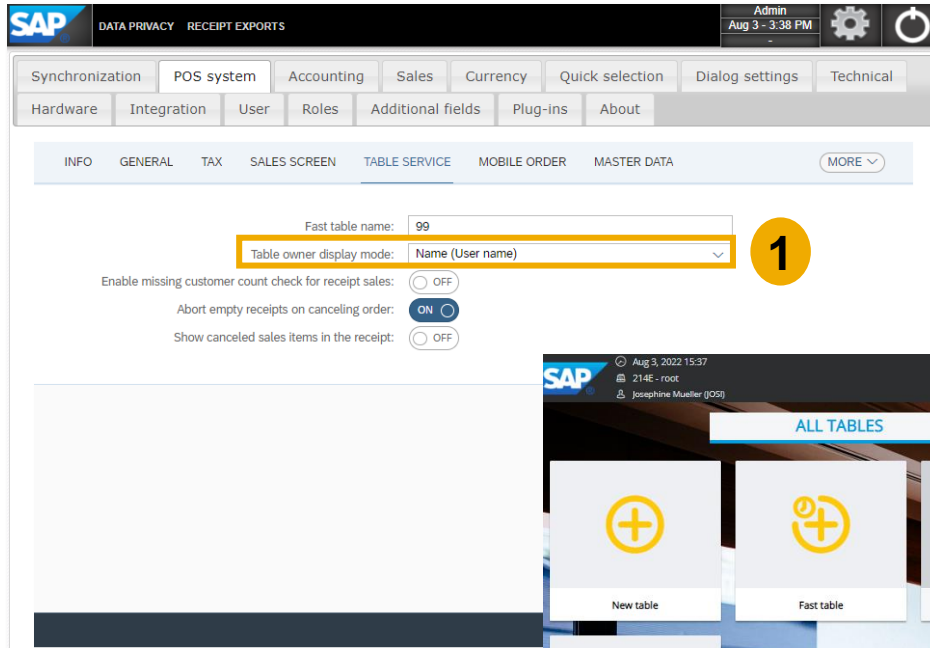 SAP DATA PRIVACY RECEIPT EXPORTS Admin
Aug 3 - 3:38 PM
-
Synchronization POS system Accounting Sales Currency Quick selection Dialog settings Technical
Hardware Integration User Roles Additional fields Plug-ins About
INFO GENERAL TAX SALES SCREEN TABLE SERVICE MOBILE ORDER MASTER DATA MORE
Fast table name: 99
Table owner display mode: Name (User name)
1
Enable missing customer count check for receipt sales: OFF
Abort empty receipts on canceling order: ON
Show canceled sales items in the receipt: OFF
SAP ®
Aug 3, 2022 15:37
214E - root
Josephine Mueller (JOSI)
ALL TABLES
New table Fast table